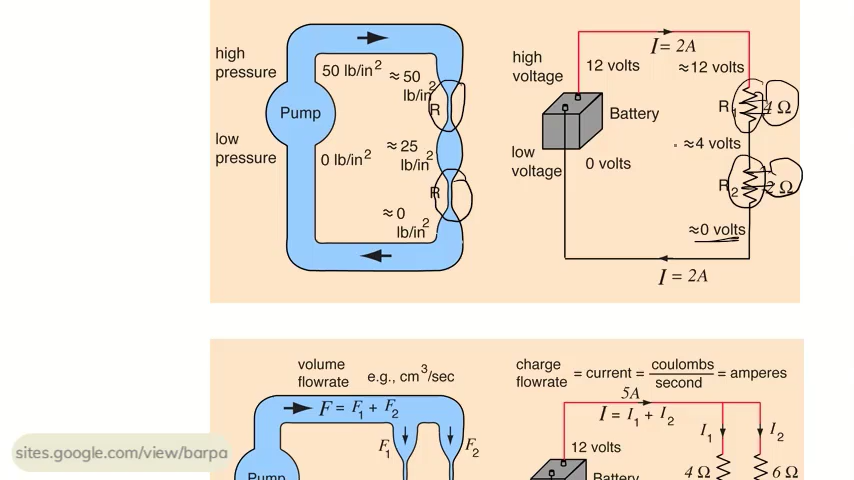 high
pressure
50 lb/in2
≈50
lb/in2
R
Pump
low
pressure
0 lb/in2
≈25
lb/in2
R
≈0
lb/in2
I = 2A
high
voltage
12 volts
≈12 volts
R1
4 Ω
Battery
≈4 volts
low
voltage
0 volts
R2
2 Ω
≈0 volts
I = 2A
volume
flowrate
e.g., cm3/sec
F = F1 + F2
F1
F2
Pump
charge
flowrate
= current = coulombs
second
= amperes
5A
I = I1 + I2
I1
I2
12 volts
4 Ω
6 Ω
Battery
sites.google.com/view/barpa